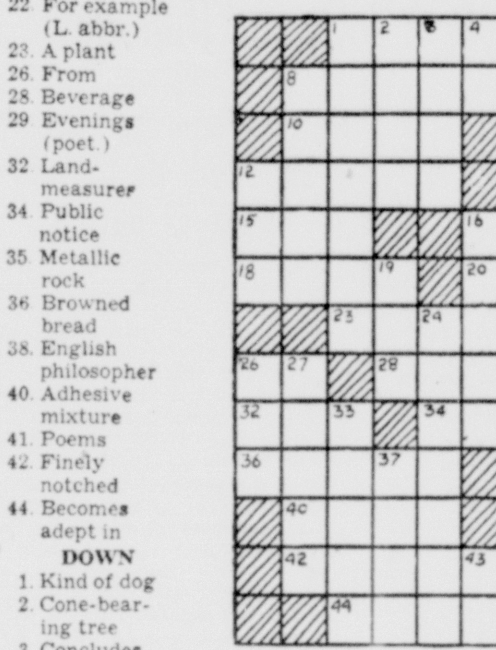 22. For example
(L. abbr.)
23. A plant
26. From
28. Beverage
29. Evenings
(poet.)
32. Land-
measures
34. Public
notice
35. Metallic
rock
36. Browned
bread
38. English
philosopher
40. Adhesive
mixture
41. Poems
42. Finely
notched
44. Becomes
adept in
DOWN
1. Kind of dog
2. Cone-bear-
ing tree
3. Concludes
1 2 3 4
8
10
12
15 16
18 19 20
23 24
26 27 28
32 33 34
36 37
40
42 43
44